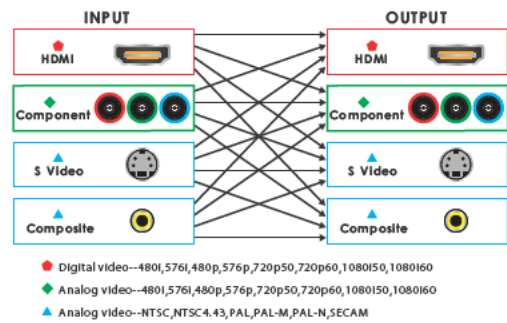 INPUT OUTPUT
HDMI HDMI
Component Component
S Video S Video
Composite Composite
Digital video--480I,576I,480p,576p,720p50,720p60,1080I50,1080I60
Analog video--480I,576I,480p,576p,720p50,720p60,1080I50,1080I60
Analog video--NTSC,NTSC4.43,PAL,PAL-M,PAL-N,SECAM